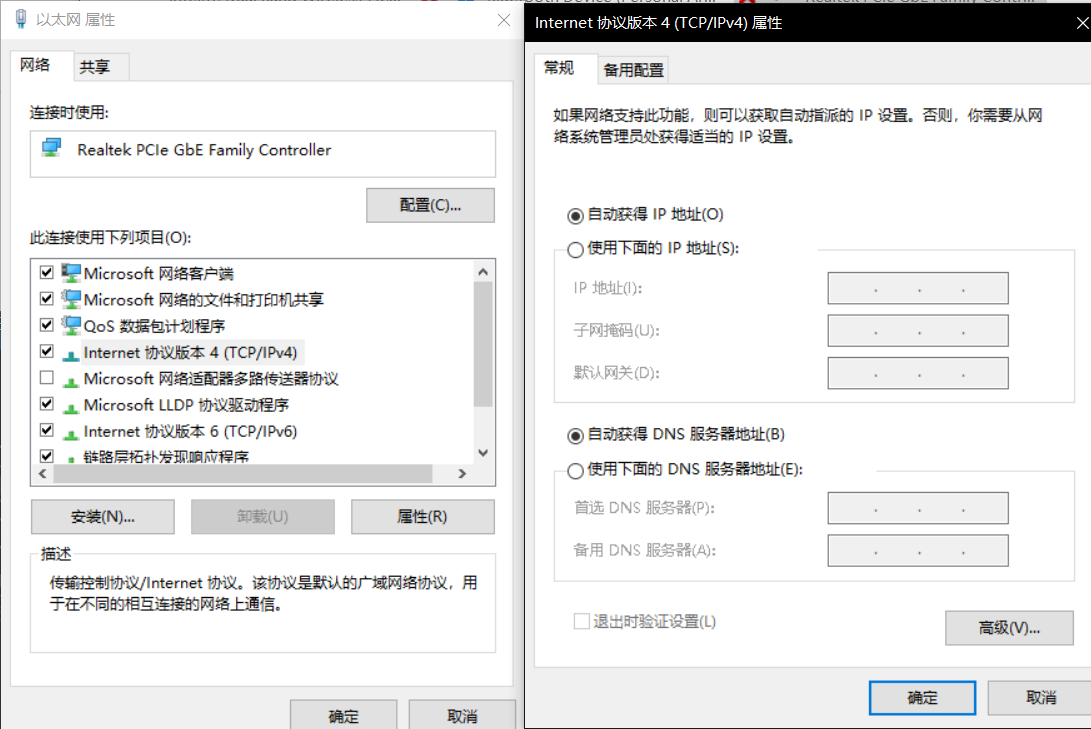 以太网 属性
网络
共享
连接时使用:
Realtek PCIe GbE Family Controller
配置(C)...
此连接使用下列项目(O):
Microsoft 网络客户端
Microsoft 网络的文件和打印机共享
QoS 数据包计划程序
Internet 协议版本 4 (TCP/IPv4)
Microsoft 网络适配器多路传送器协议
Microsoft LLDP 协议驱动程序
Internet 协议版本 6 (TCP/IPv6)
链路层拓扑发现响应程序
安装(N)...
卸载(U)
属性(R)
描述
传输控制协议/Internet 协议。该协议是默认的广域网络协议，用
于在不同的相互连接的网络上通信。
确定
取消
Internet 协议版本 4 (TCP/IPv4) 属性
常规
备用配置
如果网络支持此功能，则可以获取自动指派的 IP 设置。否则，你需要从网
络系统管理员处获得适当的 IP 设置。
自动获得 IP 地址(O)
使用下面的 IP 地址(S):
IP 地址(I):
子网掩码(U):
默认网关(D):
自动获得 DNS 服务器地址(B)
使用下面的 DNS 服务器地址(E):
首选 DNS 服务器(P):
备用 DNS 服务器(A):
退出时验证设置(L)
高级(V)...
确定
取消